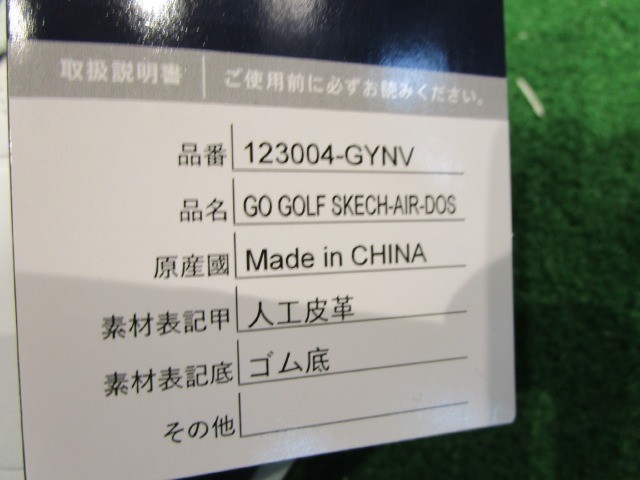 取扱説明書 ご使用前に必ずお読みください。
品番 123004-GYNV
品名 GO GOLF SKECH-AIR-DOS
原産國 Made in CHINA
素材表記甲 人工皮革
素材表記底 ゴム底
その他